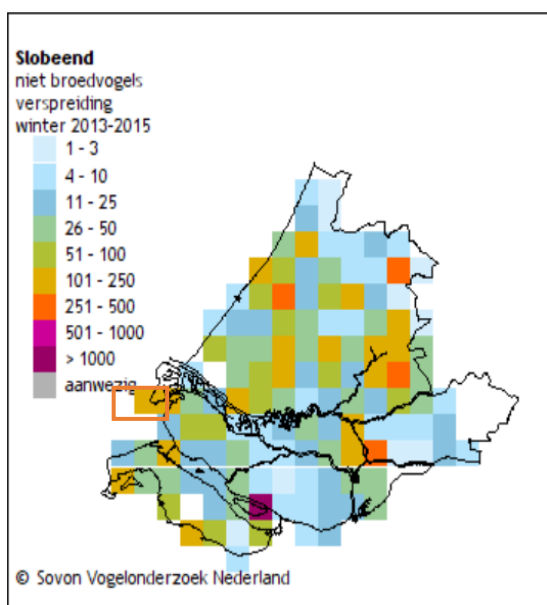 Slobeend
niet broedvogels
verspreiding
winter 2013-2015
1 - 3
4 - 10
11 - 25
26 - 50
51 - 100
101 - 250
251 - 500
501 - 1000
> 1000
aanwezig
© Sovon Vogelonderzoek Nederland